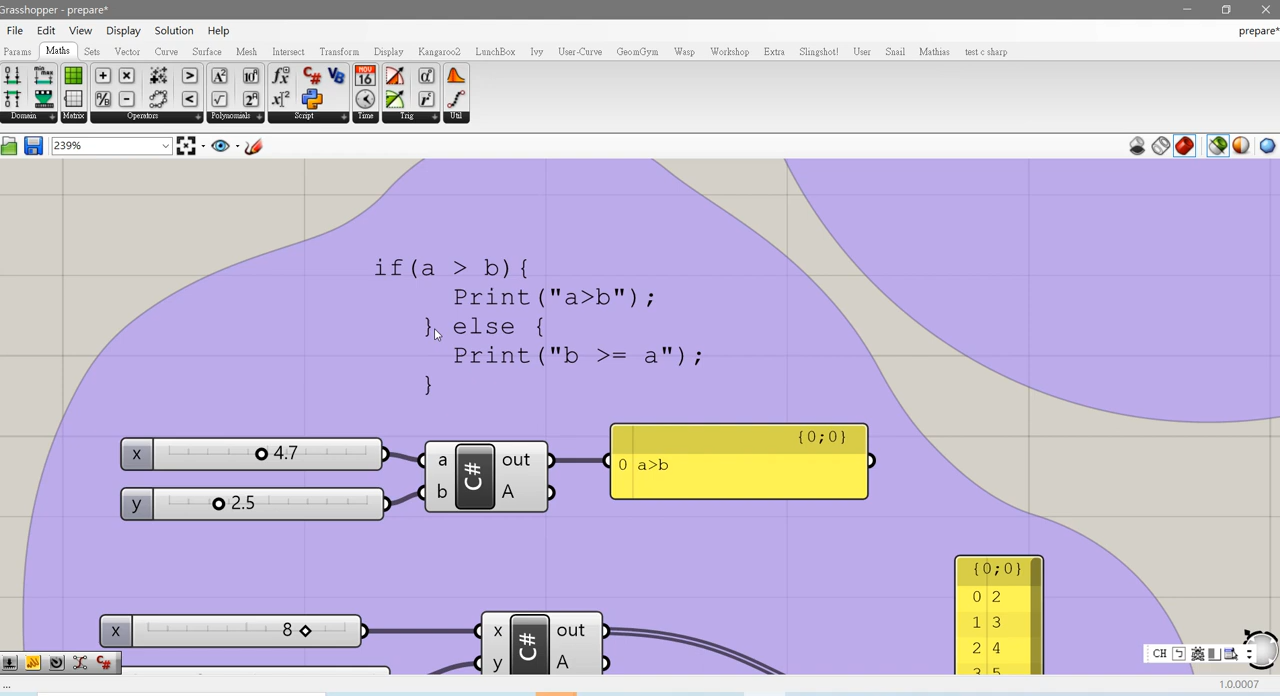 Grasshopper - prepare*
File Edit View Display Solution Help
prepare*
Params Maths Sets Vector Curve Surface Mesh Intersect Transform Display Kangaroo2 LunchBox Ivy User-Curve GeomGym Wasp Workshop Extra Slingshot! User Snail Mathias test c sharp
Domain Matrix Operators Polynomials Script Time Trig Util
239%
if(a > b){
Print("a>b");
} else {
Print("b >= a");
}
x 4.7
y 2.5
a out
b A
C#
{0;0}
0 a>b
x 8
x out
y A
C#
{0;0}
0 2
1 3
2 4
3 5
CH
...
1.0.0007